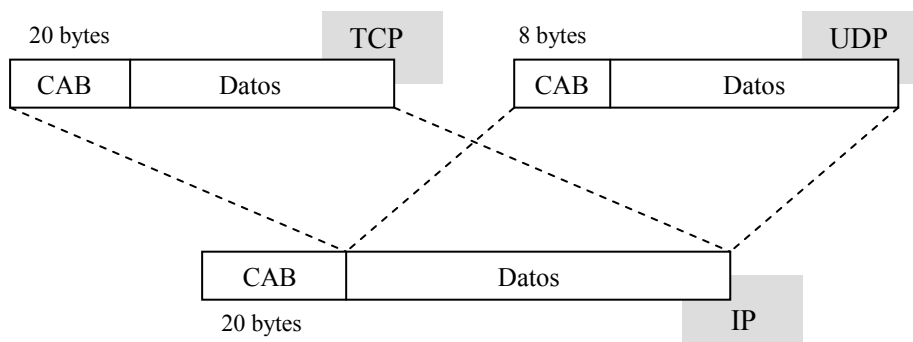 20 bytes
TCP
CAB
Datos
8 bytes
UDP
CAB
Datos
CAB
Datos
20 bytes
IP